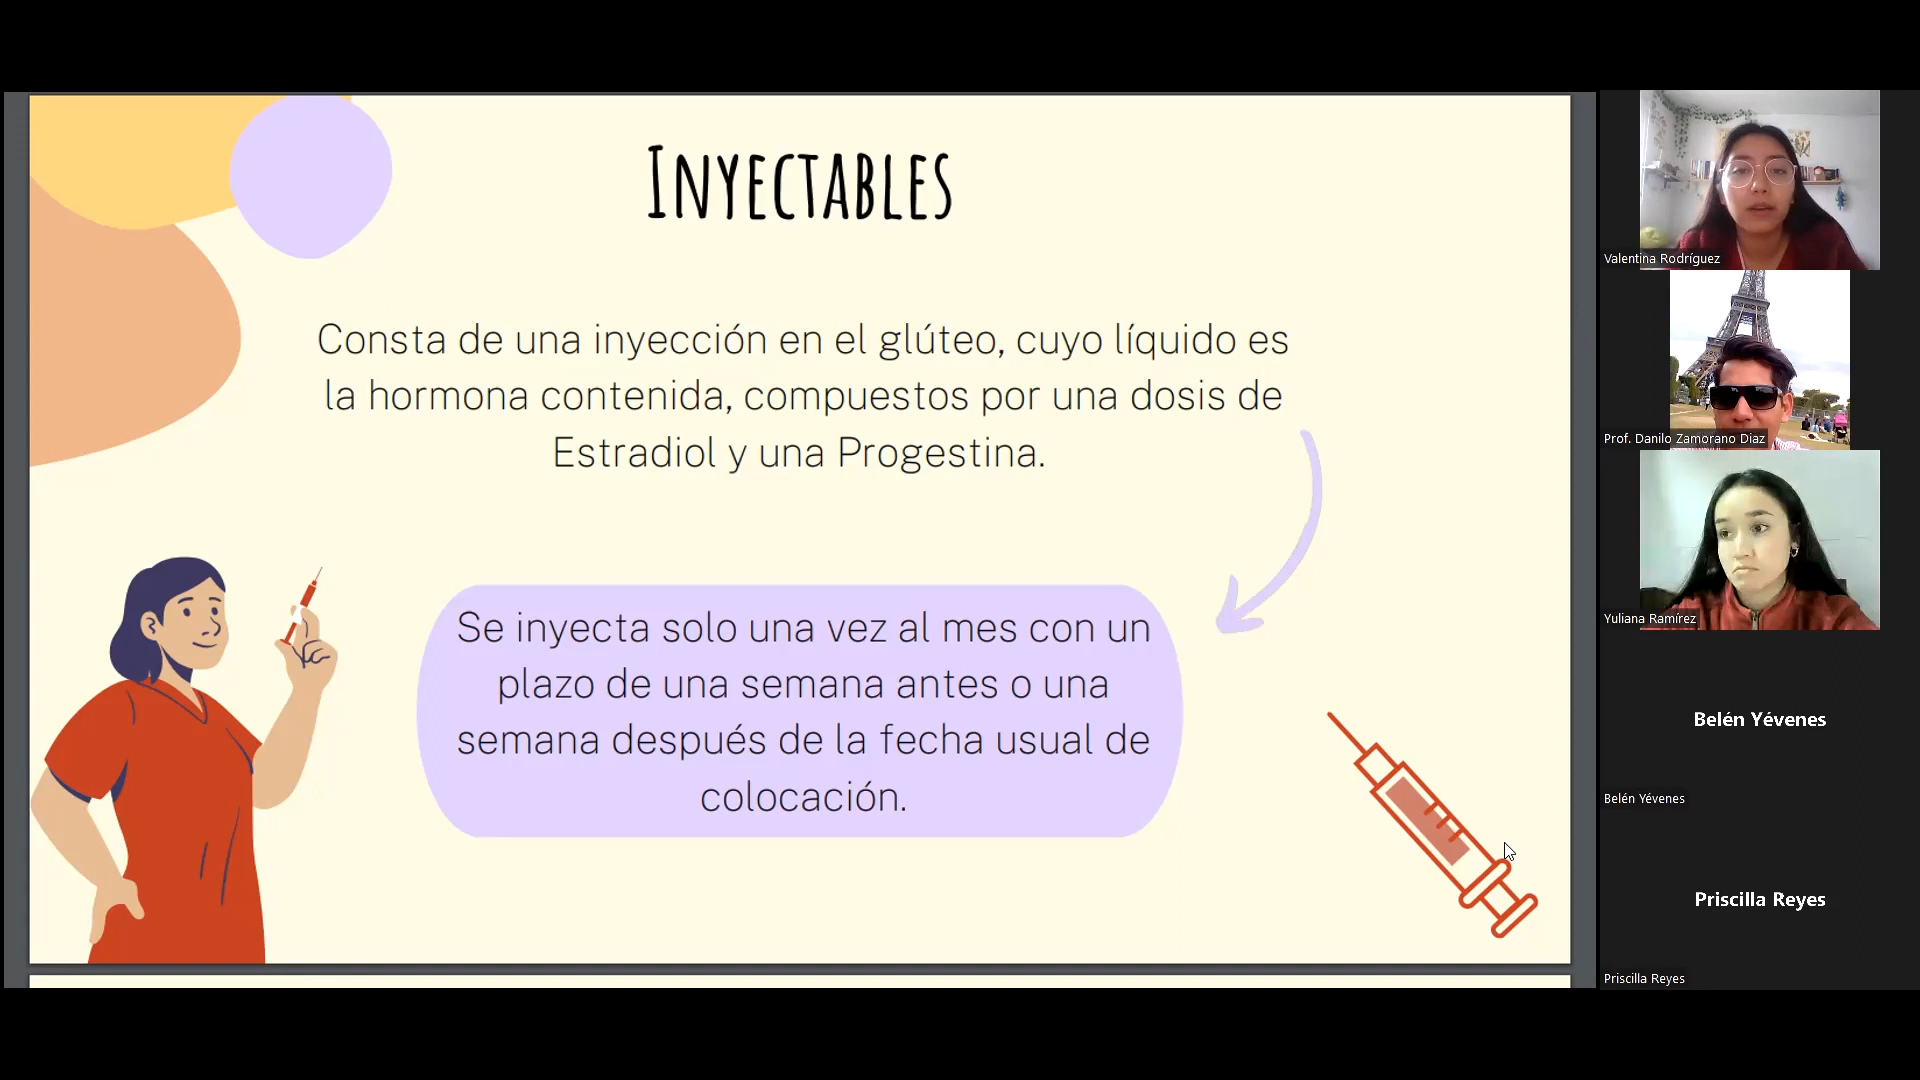 Inyectables
Consta de una inyección en el glúteo, cuyo líquido es
la hormona contenida, compuestos por una dosis de
Estradiol y una Progestina.
Se inyecta solo una vez al mes con un
plazo de una semana antes o una
semana después de la fecha usual de
colocación.
Valentina Rodríguez
Prof. Danilo Zamorano Diaz
Yuliana Ramírez
Belén Yévenes
Belén Yévenes
Priscilla Reyes
Priscilla Reyes